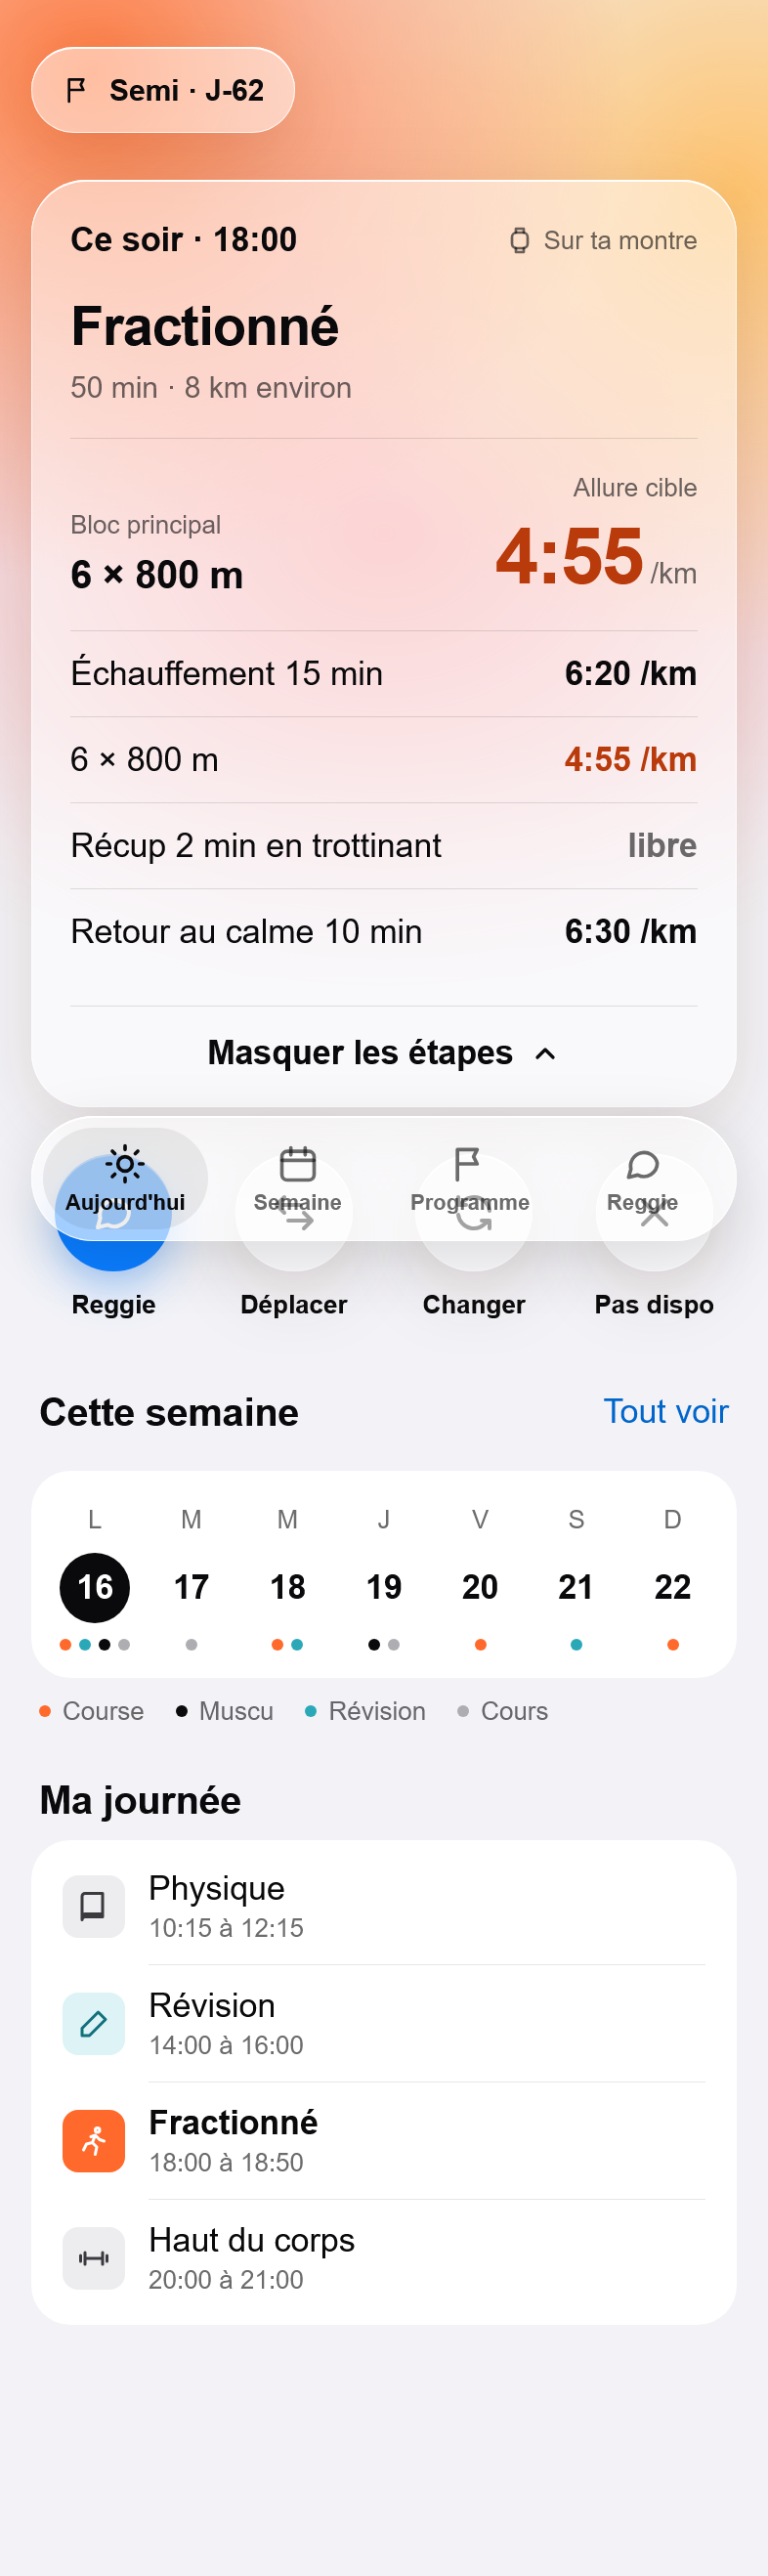 Semi · J-62
Ce soir · 18:00
Sur ta montre
Fractionné
50 min · 8 km environ
Allure cible
Bloc principal
4:55 /km
6 × 800 m
Échauffement 15 min
6:20 /km
6 × 800 m
4:55 /km
Récup 2 min en trottinant
libre
Retour au calme 10 min
6:30 /km
Masquer les étapes
Aujourd'hui
Semaine
Programme
Reggie
Reggie
Déplacer
Changer
Pas dispo
Cette semaine
Tout voir
L M M J V S D
16 17 18 19 20 21 22
Course
Muscu
Révision
Cours
Ma journée
Physique
10:15 à 12:15
Révision
14:00 à 16:00
Fractionné
18:00 à 18:50
Haut du corps
20:00 à 21:00